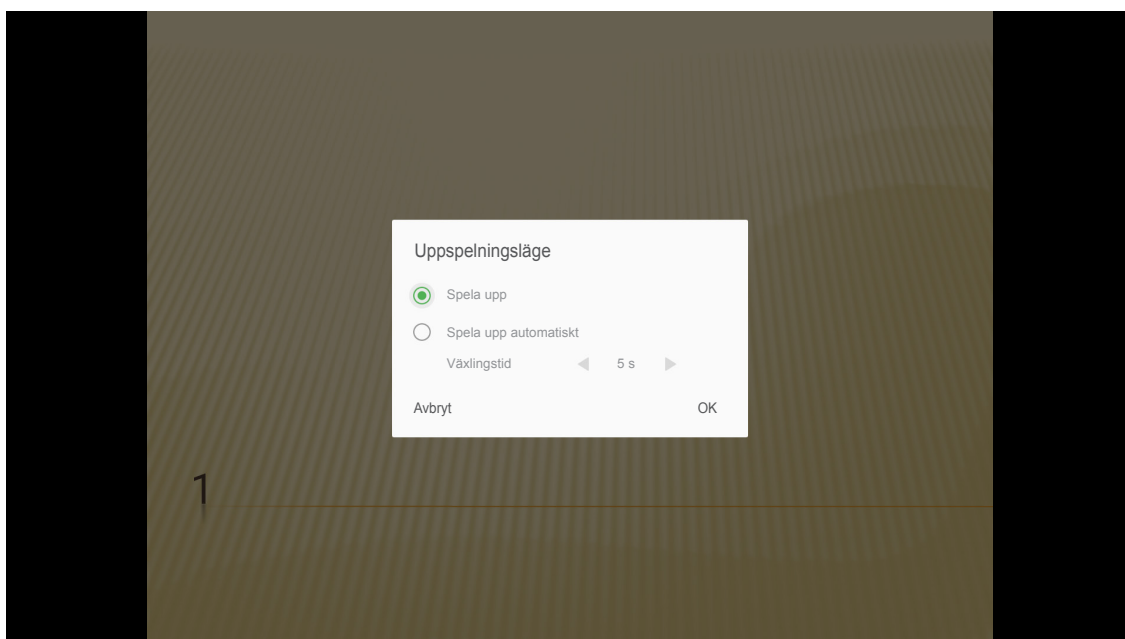 Uppspelningsläge
Spela upp
Spela upp automatiskt
Växlingstid 5 s
Avbryt OK
1